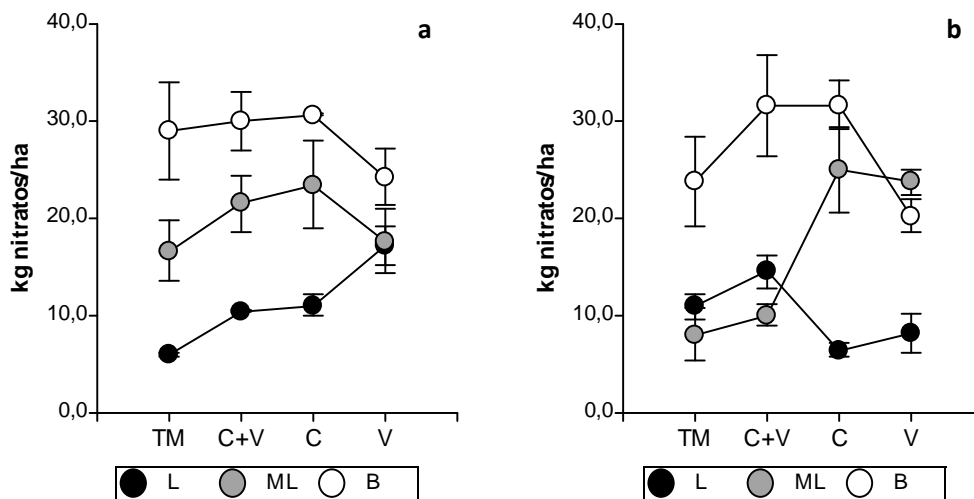 a
kg nitratos/ha
40,0
30,0
20,0
10,0
0,0
TM C+V C V
L ML B
b
kg nitratos/ha
40,0
30,0
20,0
10,0
0,0
TM C+V C V
L ML B